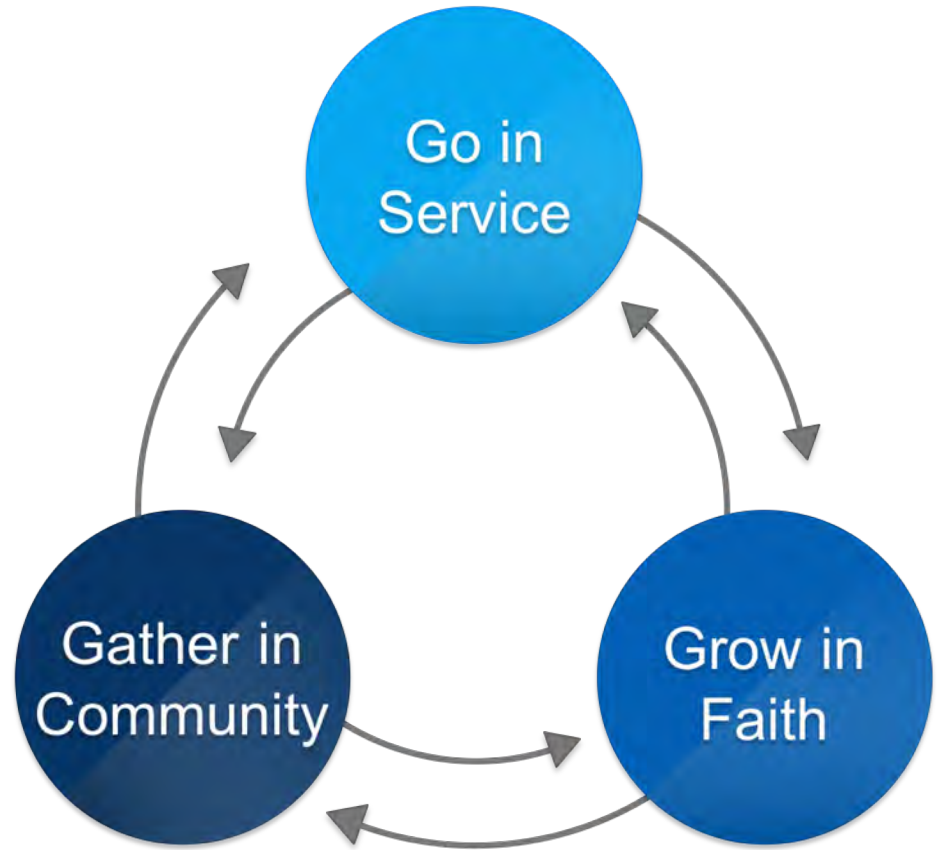 Go in
Service
Gather in
Community
Grow in
Faith